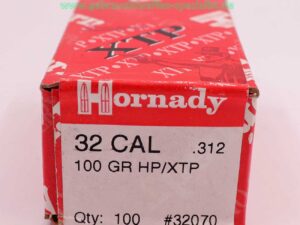 XTP
Hornady
32 CAL .312
100 GR HP/XTP
Qty: 100 #32070